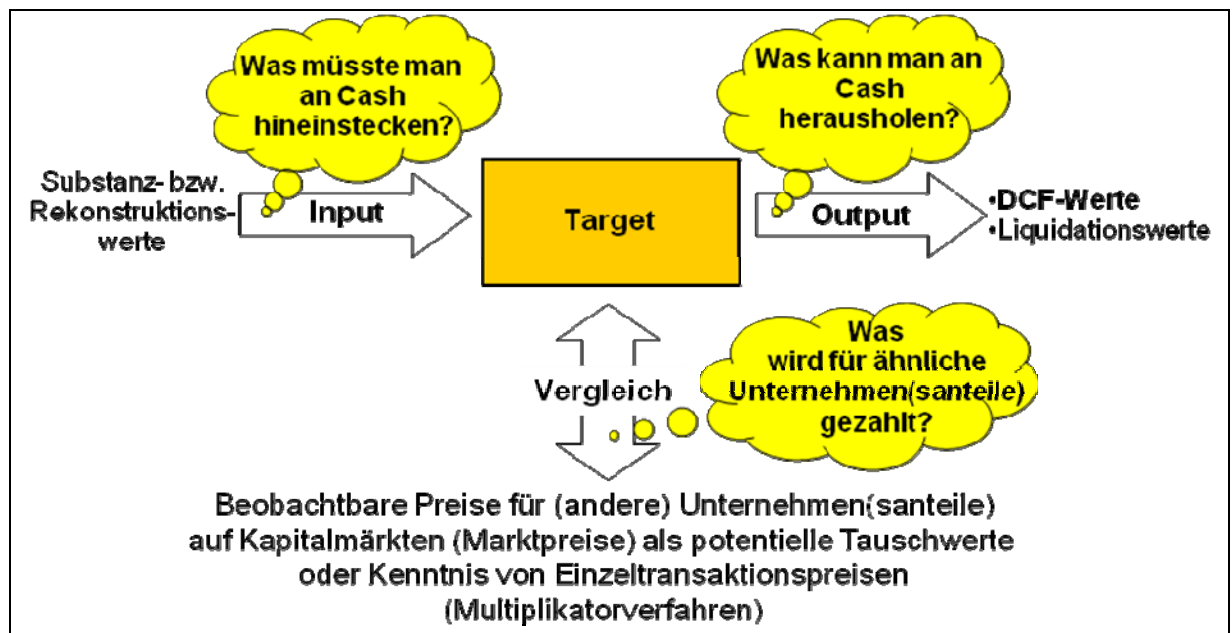 Was müsste man
an Cash
hineinstecken?
Was kann man an
Cash
herausholen?
Substanz- bzw.
Rekonstruktions-
werte
Input
Target
Output
•DCF-Werte
•Liquidationswerte
Vergleich
Was
wird für ähnliche
Unternehmen(santeile)
gezahlt?
Beobachtbare Preise für (andere) Unternehmen(santeile)
auf Kapitalmärkten (Marktpreise) als potentielle Tauschwerte
oder Kenntnis von Einzeltransaktionspreisen
(Multiplikatorverfahren)